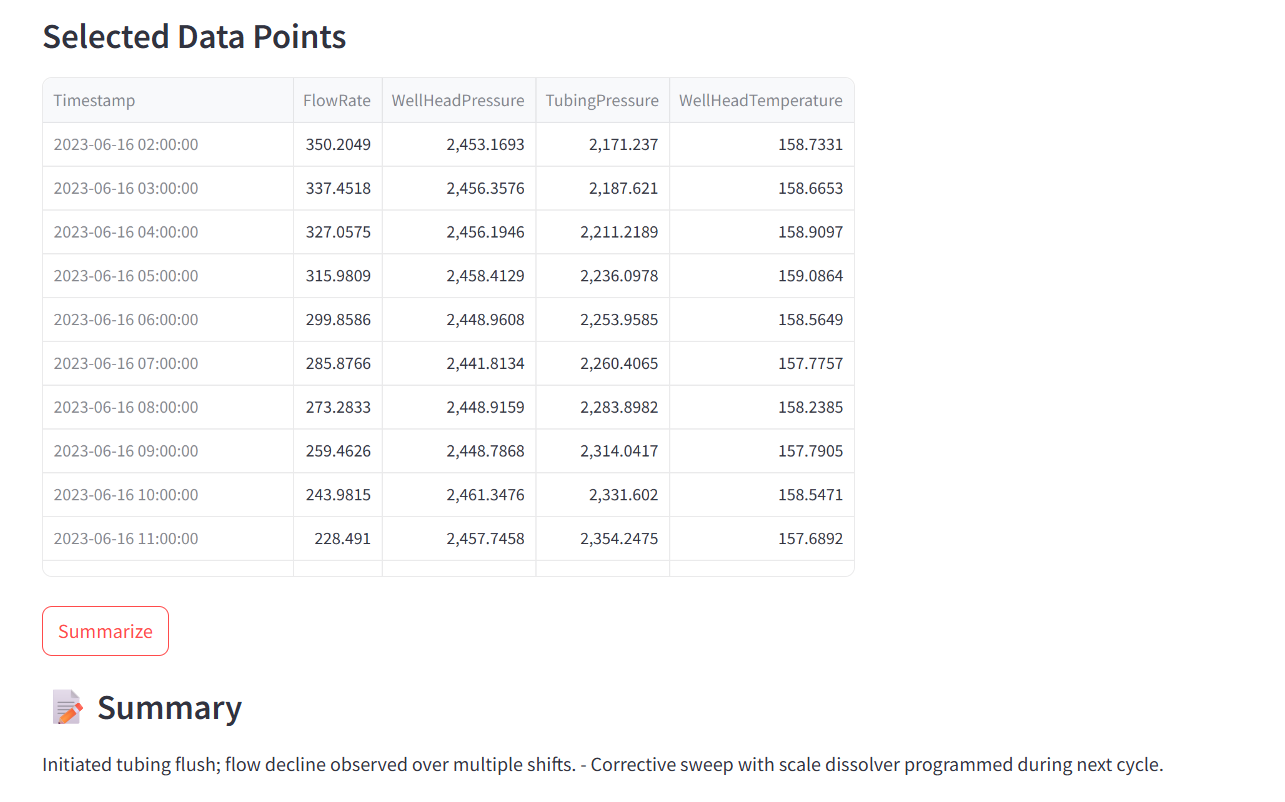 Selected Data Points
Timestamp FlowRate WellHeadPressure TubingPressure WellHeadTemperature
2023-06-16 02:00:00 350.2049 2,453.1693 2,171.237 158.7331
2023-06-16 03:00:00 337.4518 2,456.3576 2,187.621 158.6653
2023-06-16 04:00:00 327.0575 2,456.1946 2,211.2189 158.9097
2023-06-16 05:00:00 315.9809 2,458.4129 2,236.0978 159.0864
2023-06-16 06:00:00 299.8586 2,448.9608 2,253.9585 158.5649
2023-06-16 07:00:00 285.8766 2,441.8134 2,260.4065 157.7757
2023-06-16 08:00:00 273.2833 2,448.9159 2,283.8982 158.2385
2023-06-16 09:00:00 259.4626 2,448.7868 2,314.0417 157.7905
2023-06-16 10:00:00 243.9815 2,461.3476 2,331.602 158.5471
2023-06-16 11:00:00 228.491 2,457.7458 2,354.2475 157.6892
Summarize
Summary
Initiated tubing flush; flow decline observed over multiple shifts. - Corrective sweep with scale dissolver programmed during next cycle.